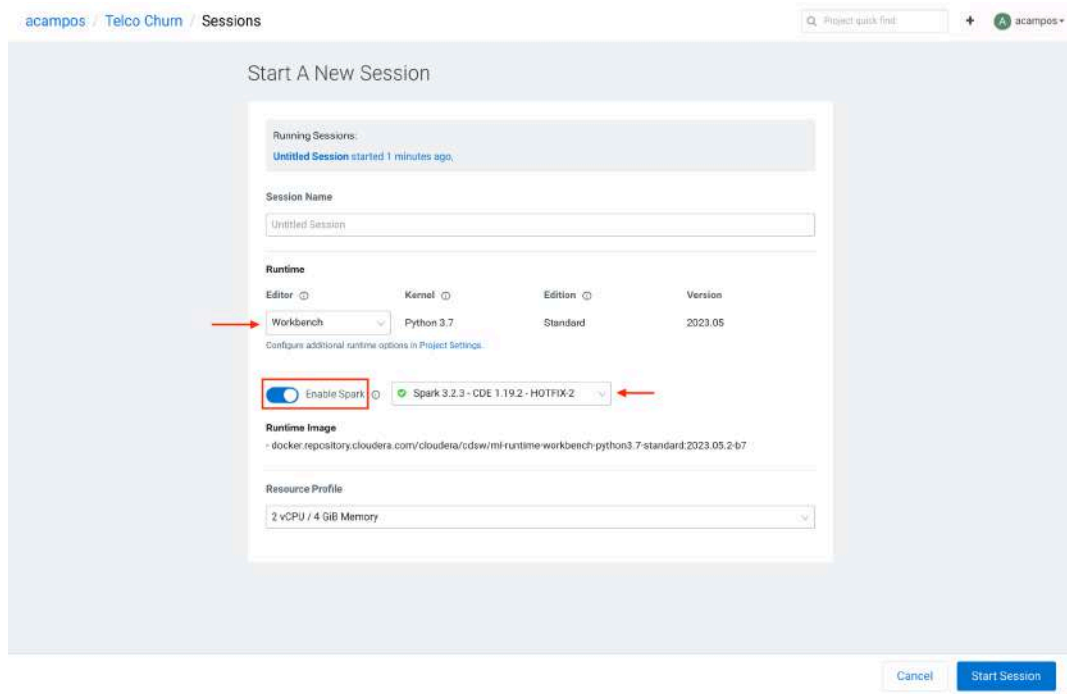 acampos / Telco Churn / Sessions
Project quick find
+
A acampos
Start A New Session
Running Sessions:
Untitled Session started 1 minutes ago,
Session Name
Untitled Session
Runtime
Editor Kernel Edition Version
Workbench Python 3.7 Standard 2023.05
Configure additional runtime options in Project Settings.
Enable Spark Spark 3.2.3 - CDE 1.19.2 - HOTFIX-2
Runtime Image
- docker.repository.cloudera.com/cloudera/cdsw/ml-runtime-workbench-python3.7-standard:2023.05.2-b7
Resource Profile
2 vCPU / 4 GiB Memory
Cancel Start Session